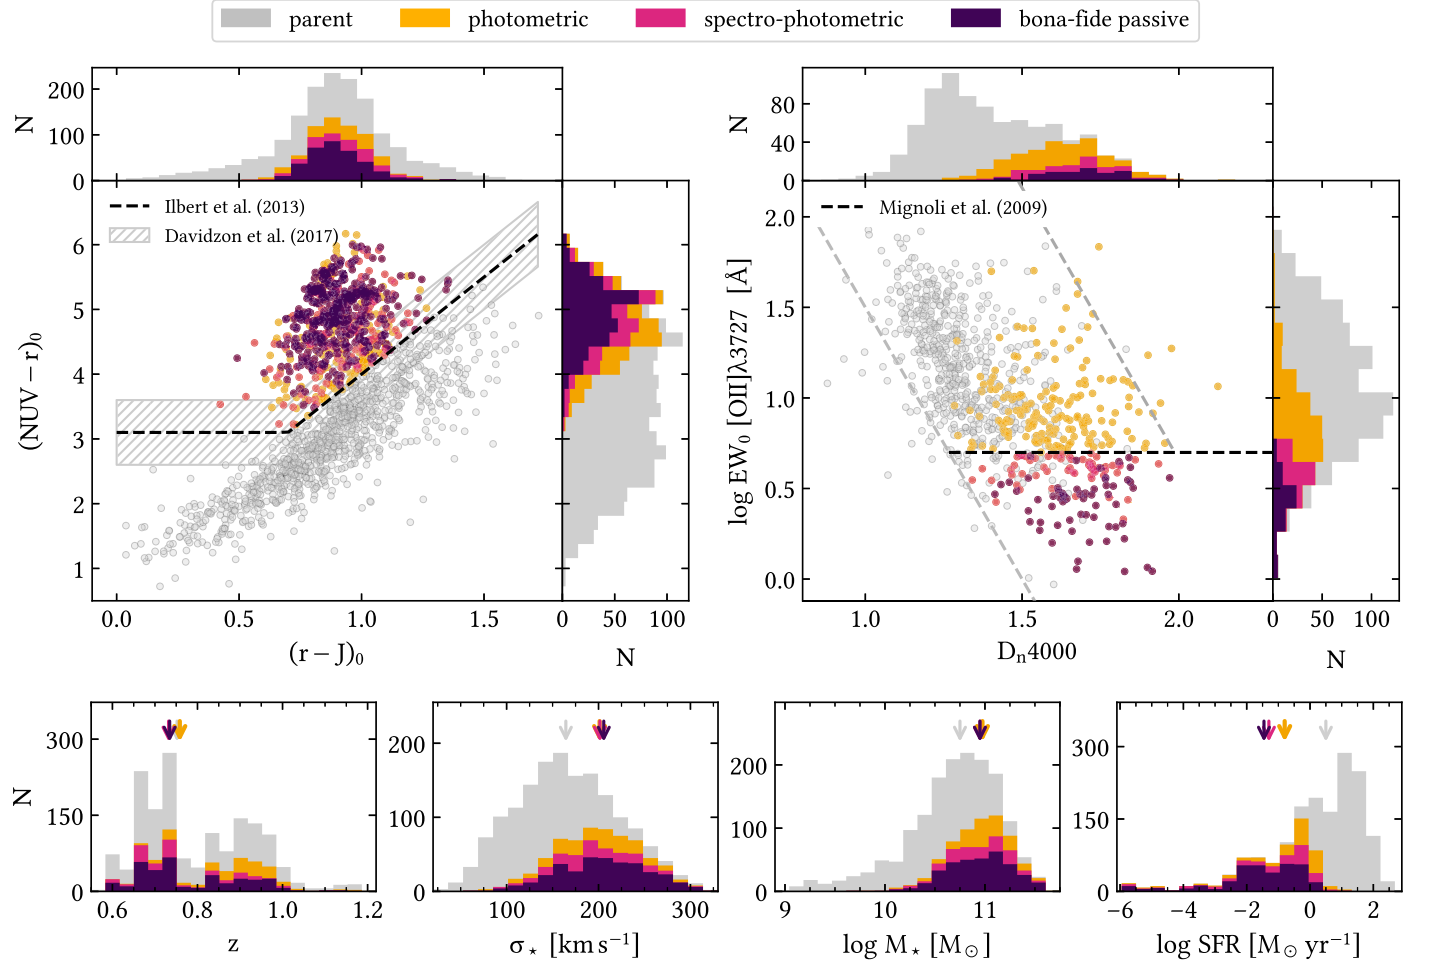 parent photometric spectro-photometric bona-fide passive
N
200
100
0
N
80
40
0
Ilbert et al. (2013)
Davidzon et al. (2017)
(NUV − r)₀
6
5
4
3
2
1
0.0 0.5 1.0 1.5
(r − J)₀
0 50 100
N
Mignoli et al. (2009)
log EW₀ [OII]λ3727 [Å]
2.0
1.5
1.0
0.5
0.0
1.0 1.5 2.0
Dₙ4000
0 50 100
N
N
300
150
0
0.6 0.8 1.0 1.2
z
200
100
0
100 200 300
σ⋆ [km s⁻¹]
200
100
0
9 10 11
log M⋆ [M⊙]
300
150
0
−6 −4 −2 0 2
log SFR [M⊙ yr⁻¹]